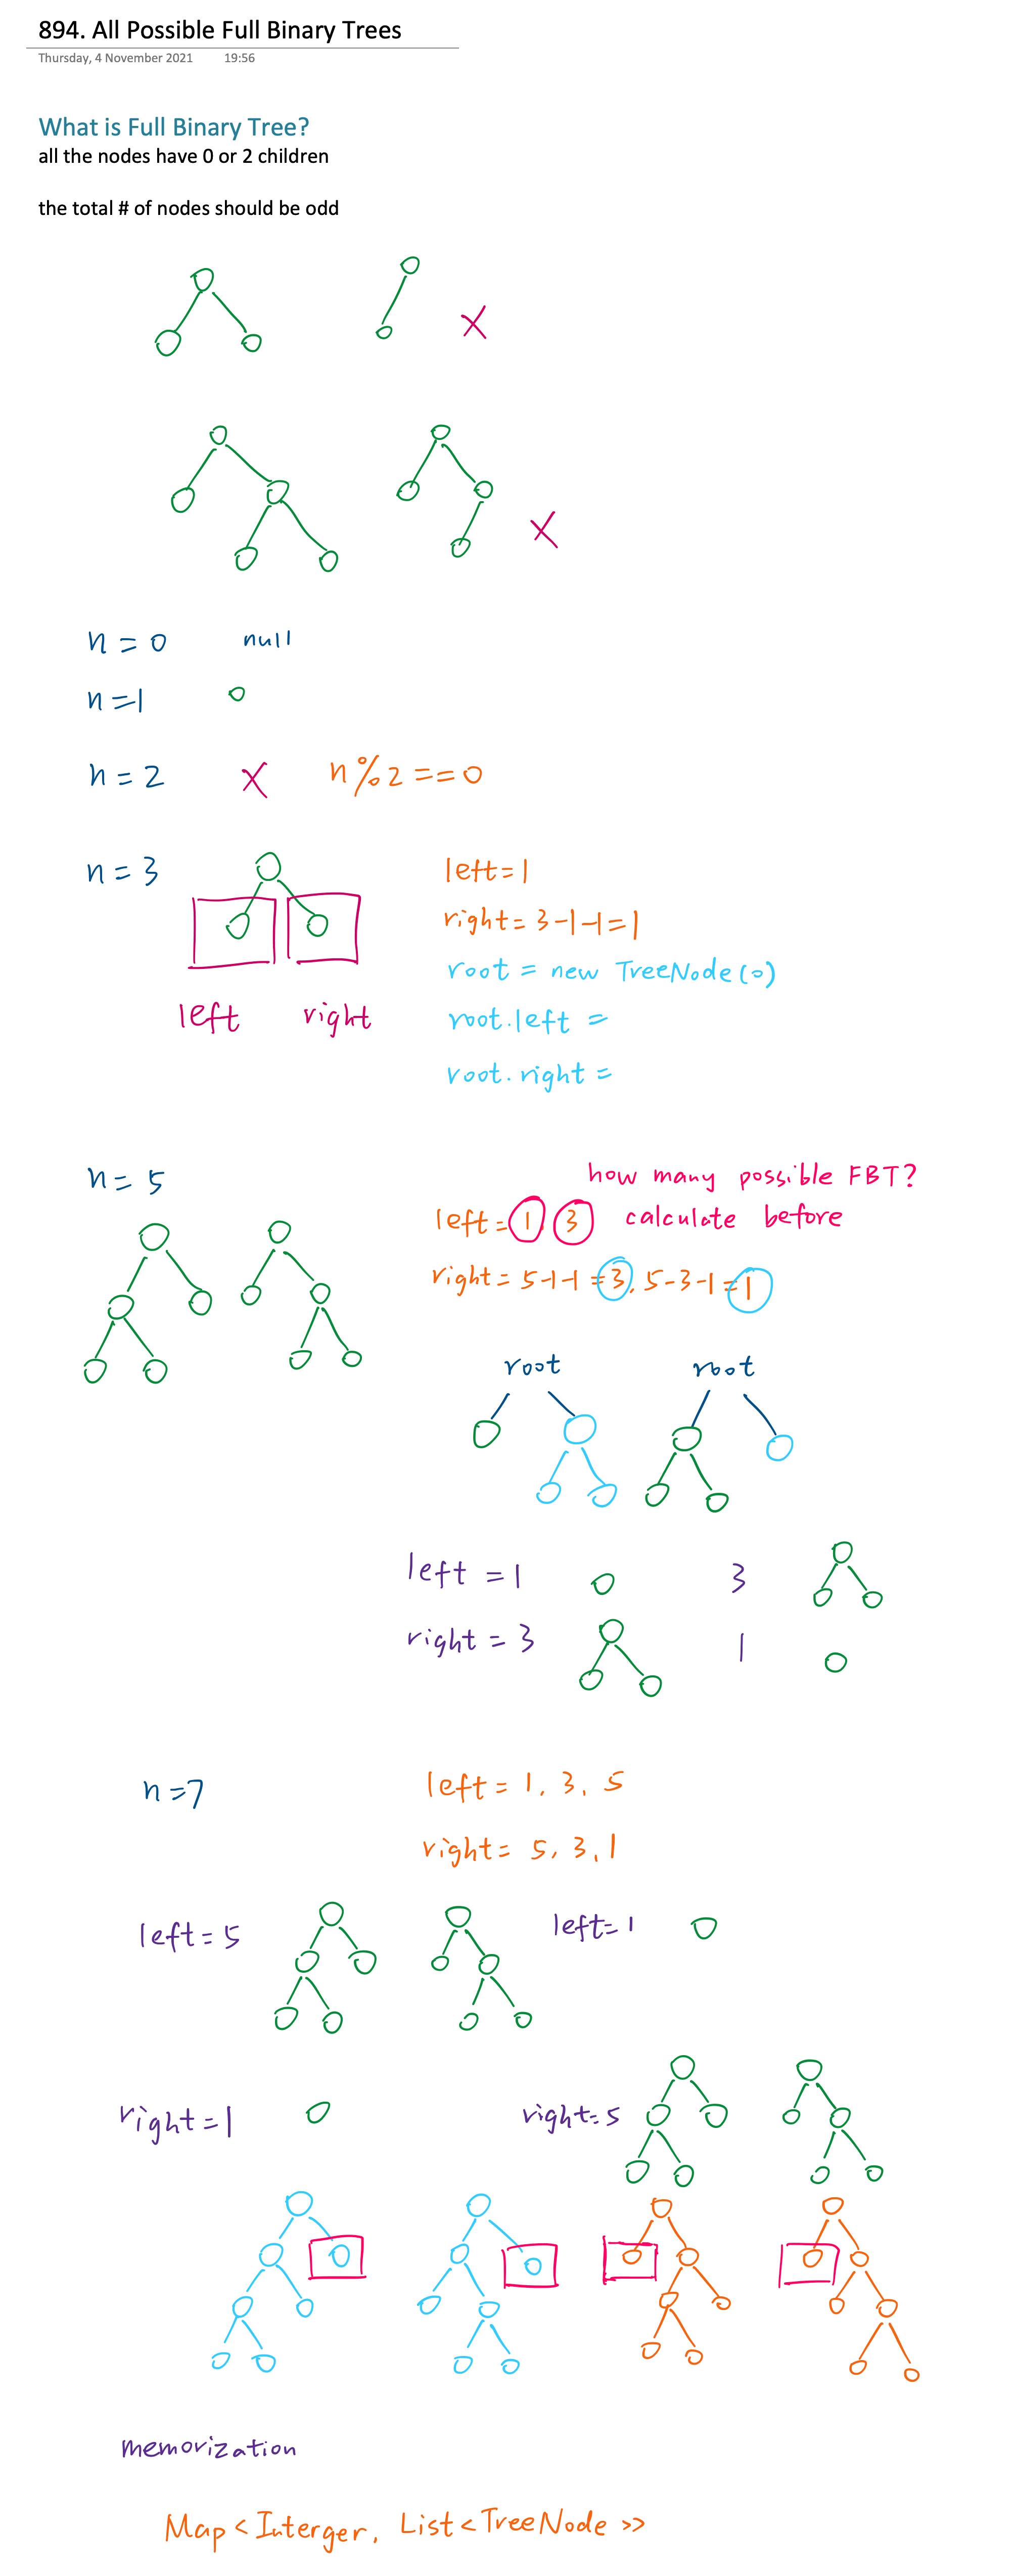 894. All Possible Full Binary Trees
Thursday, 4 November 2021 19:56
What is Full Binary Tree?
all the nodes have 0 or 2 children
the total # of nodes should be odd
X
X
n = 0 null
n = 1
n = 2 X n % 2 == 0
n = 3
left = 1
right = 3-1-1 = 1
root = new TreeNode(0)
left right
root.left =
root.right =
n = 5
how many possible FBT?
left = 1 3 calculate before
right = 5-1-1 = 3, 5-3-1 = 1
root root
left = 1 3
right = 3 1
n = 7
left = 1, 3, 5
right = 5, 3, 1
left = 5 left = 1
right = 1 right = 5
memorization
Map < Interger, List < TreeNode >>